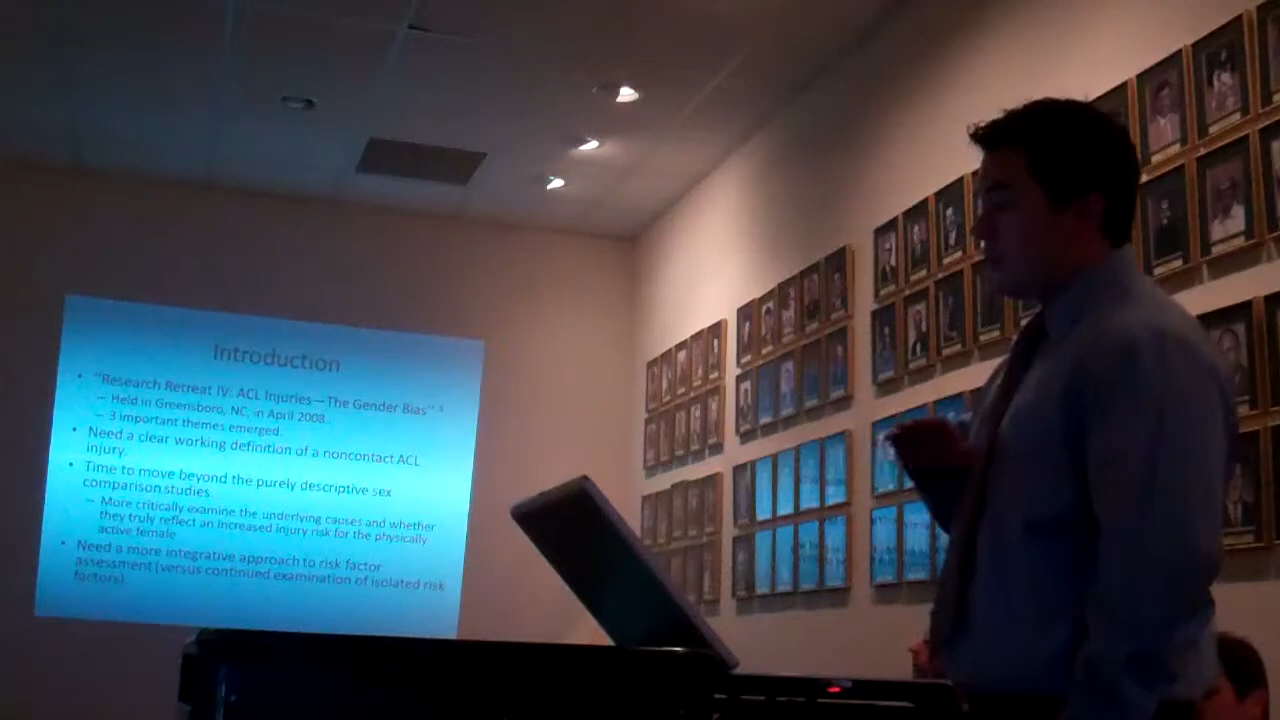 Introduction
• "Research Retreat IV: ACL Injuries—The Gender Bias" 3
– Held in Greensboro, NC, in April 2008.
– 3 important themes emerged.
• Need a clear working definition of a noncontact ACL
injury.
• Time to move beyond the purely descriptive sex
comparison studies.
– More critically examine the underlying causes and whether
they truly reflect an increased injury risk for the physically
active female
• Need a more integrative approach to risk factor
assessment (versus continued examination of isolated risk
factors)